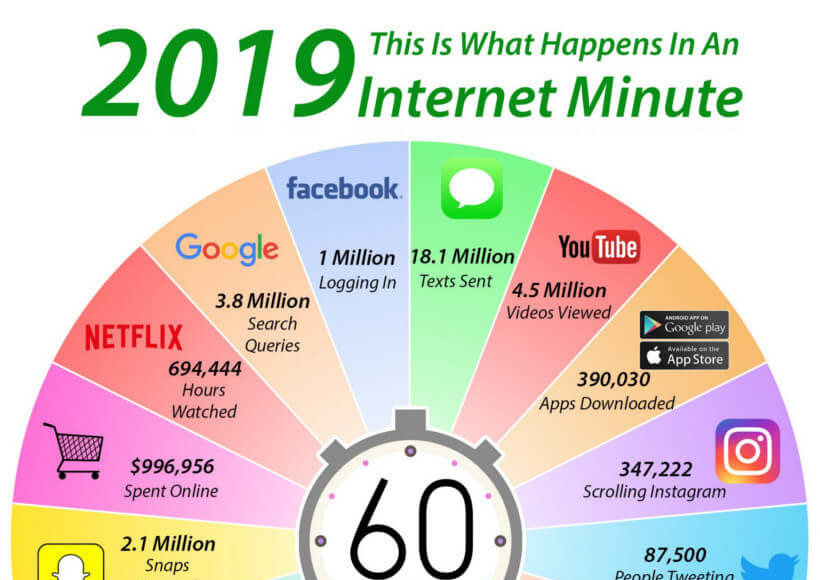 2019
This Is What Happens In An
Internet Minute
facebook.
1 Million
Logging In
18.1 Million
Texts Sent
YouTube
4.5 Million
Videos Viewed
ANDROID APP ON
Google play
Available on the
App Store
390,030
Apps Downloaded
347,222
Scrolling Instagram
87,500
People Tweeting
Google
3.8 Million
Search
Queries
NETFLIX
694,444
Hours
Watched
$996,956
Spent Online
2.1 Million
Snaps
60